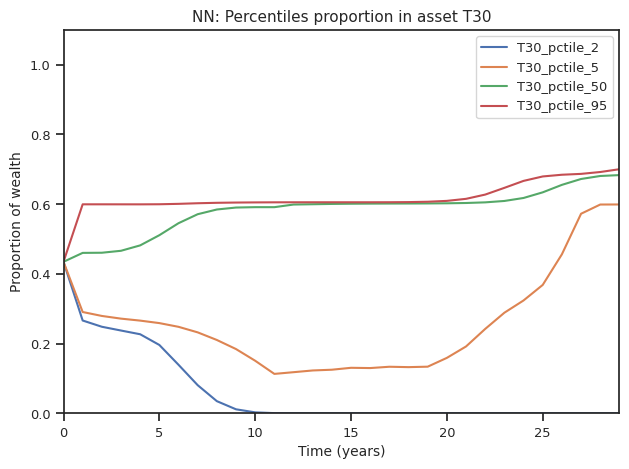 NN: Percentiles proportion in asset T30
T30_pctile_2
T30_pctile_5
T30_pctile_50
T30_pctile_95
Proportion of wealth
1.0
0.8
0.6
0.4
0.2
0.0
0 5 10 15 20 25
Time (years)